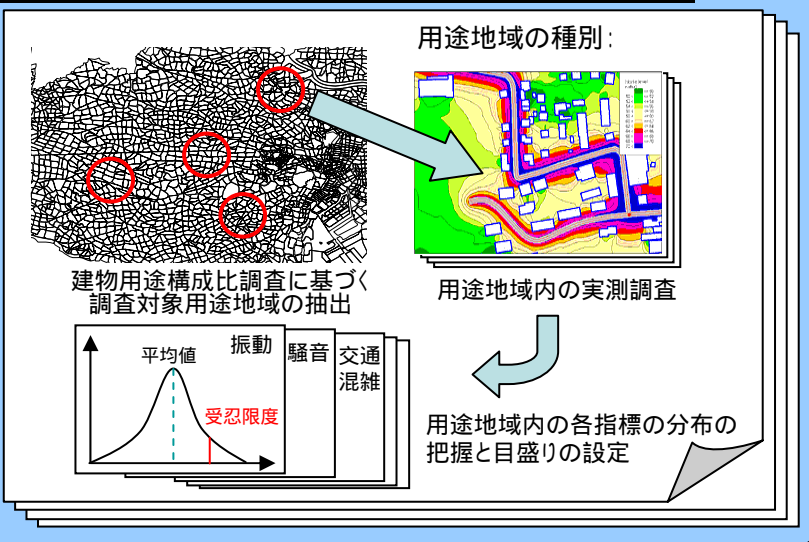 用途地域の種別:
建物用途構成比調査に基づく
調査対象用途地域の抽出
用途地域内の実測調査
振動
騒音
交通
混雑
平均値
受忍限度
用途地域内の各指標の分布の
把握と目盛りの設定